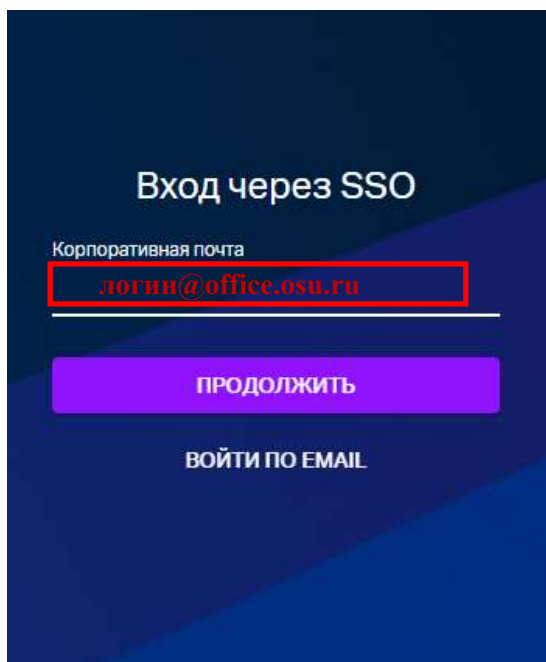 Вход через SSO
Корпоративная почта
логин@office.osu.ru
ПРОДОЛЖИТЬ
ВОЙТИ ПО EMAIL